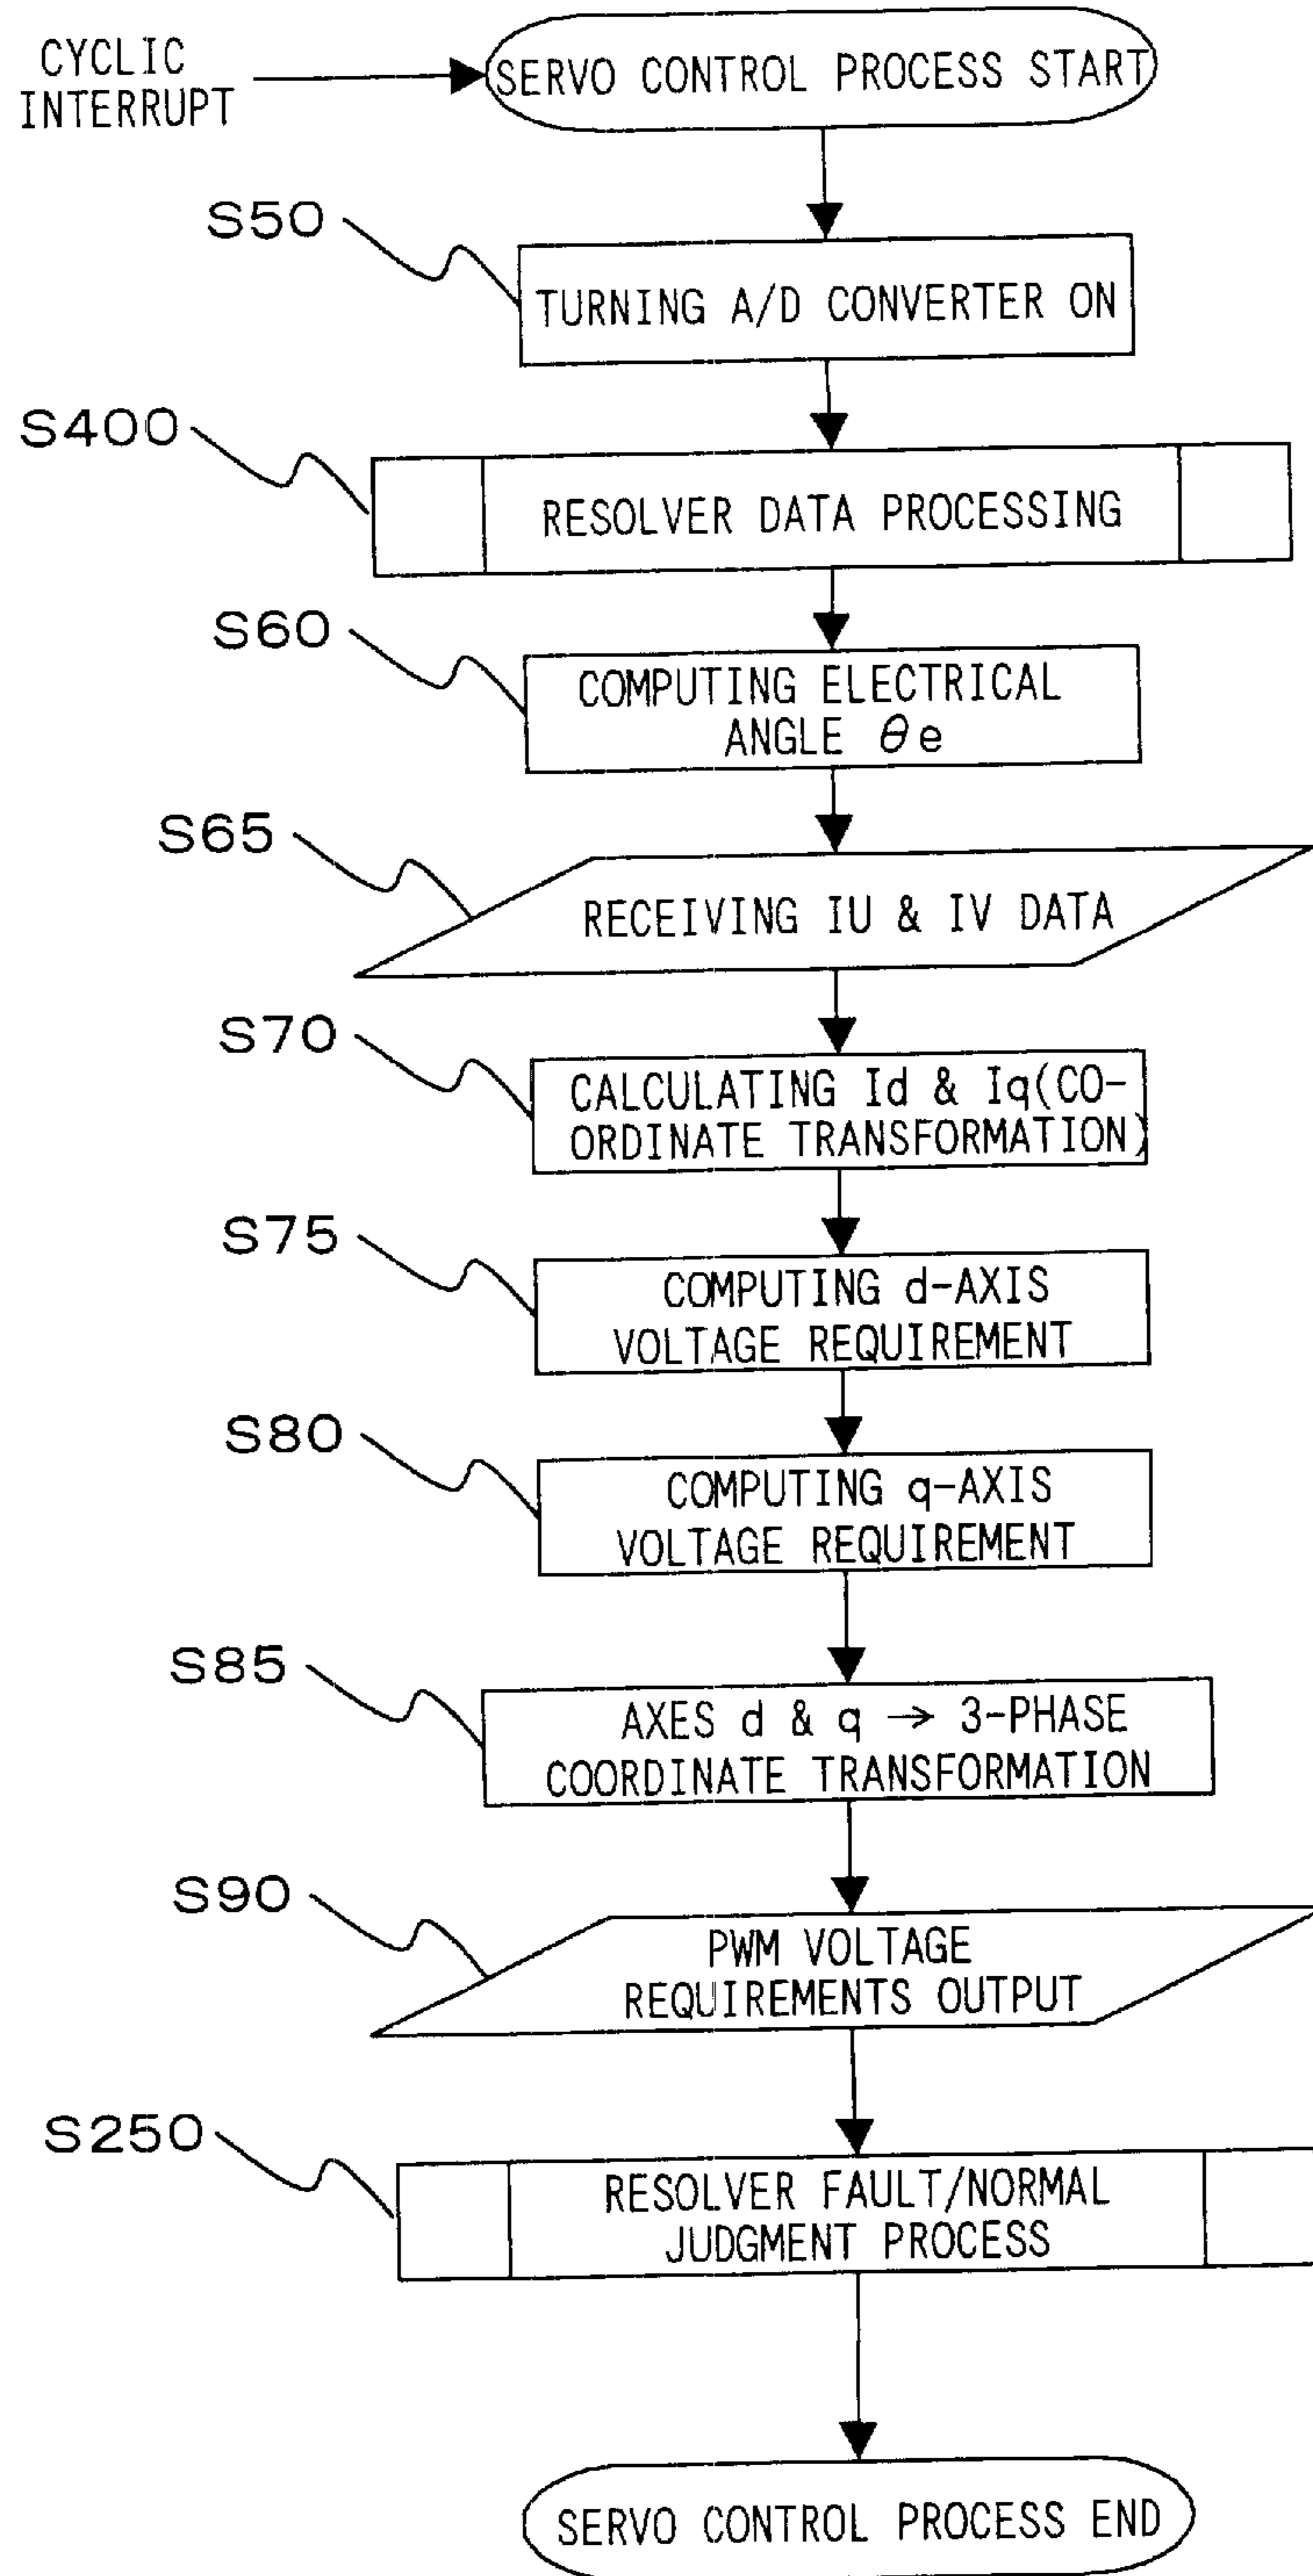 CYCLIC
INTERRUPT
SERVO CONTROL PROCESS START
S50
TURNING A/D CONVERTER ON
S400
RESOLVER DATA PROCESSING
S60
COMPUTING ELECTRICAL
ANGLE θe
S65
RECEIVING IU & IV DATA
S70
CALCULATING Id & Iq(CO-
ORDINATE TRANSFORMATION)
S75
COMPUTING d-AXIS
VOLTAGE REQUIREMENT
S80
COMPUTING q-AXIS
VOLTAGE REQUIREMENT
S85
AXES d & q → 3-PHASE
COORDINATE TRANSFORMATION
S90
PWM VOLTAGE
REQUIREMENTS OUTPUT
S250
RESOLVER FAULT/NORMAL
JUDGMENT PROCESS
SERVO CONTROL PROCESS END